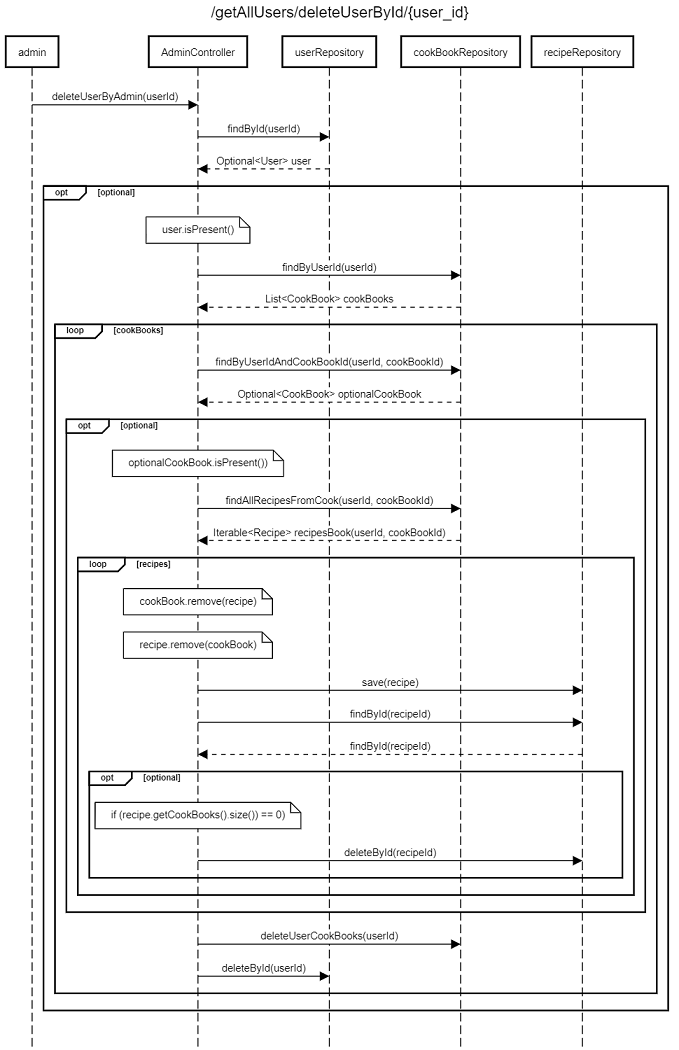 /getAllUsers/deleteUserById/{user_id}
admin
AdminController
userRepository
cookBookRepository
recipeRepository
deleteUserByAdmin(userId)
findById(userId)
Optional<User> user
opt
[optional]
user.isPresent()
findByUserId(userId)
List<CookBook> cookBooks
loop
[cookBooks]
findByUserIdAndCookBookId(userId, cookBookId)
Optional<CookBook> optionalCookBook
opt
[optional]
optionalCookBook.isPresent())
findAllRecipesFromCook(userId, cookBookId)
Iterable<Recipe> recipesBook(userId, cookBookId)
loop
[recipes]
cookBook.remove(recipe)
recipe.remove(cookBook)
save(recipe)
findById(recipeId)
findById(recipeId)
opt
[optional]
if (recipe.getCookBooks().size()) == 0)
deleteById(recipeId)
deleteUserCookBooks(userId)
deleteById(userId)